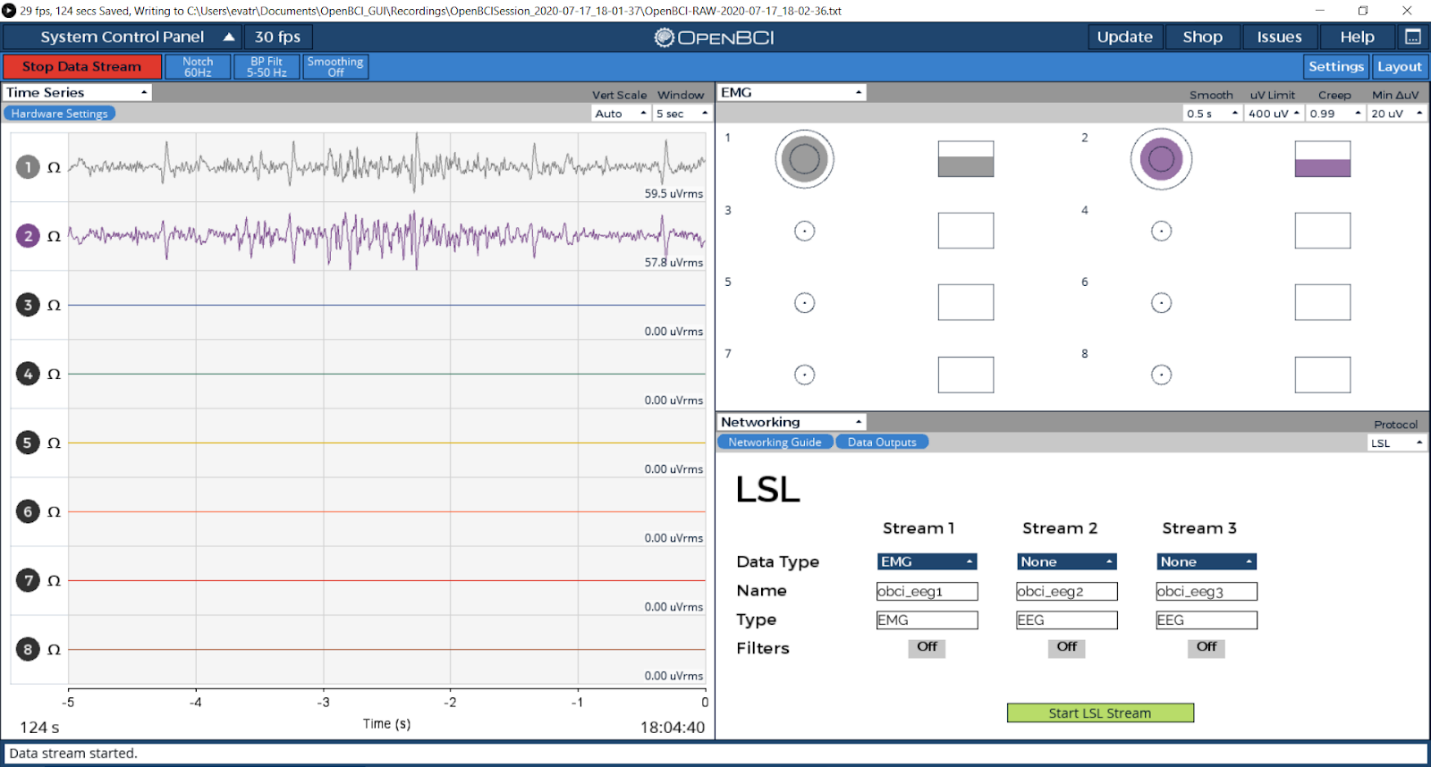 29 fps, 124 secs Saved, Writing to C:\Users\evatr\Documents\OpenBCI_GUI\Recordings\OpenBCISession_2020-07-17_18-01-37\OpenBCI-RAW-2020-07-17_18-02-36.txt
System Control Panel 30 fps OPENBCI Update Shop Issues Help
Stop Data Stream Notch 60Hz BP Filt 5-50 Hz Smoothing Off Settings Layout
Time Series
Vert Scale Window
Hardware Settings Auto 5 sec
1 Ω
59.5 uVrms
2 Ω
57.8 uVrms
3 Ω
0.00 uVrms
4 Ω
0.00 uVrms
5 Ω
0.00 uVrms
6 Ω
0.00 uVrms
7 Ω
0.00 uVrms
8 Ω
0.00 uVrms
-5 -4 -3 -2 -1 0
124 s Time (s) 18:04:40
EMG
Smooth uV Limit Creep Min ΔuV
0.5 s 400 uV 0.99 20 uV
1 2
3 4
5 6
7 8
Networking
Protocol
Networking Guide Data Outputs LSL
LSL
Stream 1 Stream 2 Stream 3
Data Type EMG None None
Name obci_eeg1 obci_eeg2 obci_eeg3
Type EMG EEG EEG
Filters Off Off Off
Start LSL Stream
Data stream started.